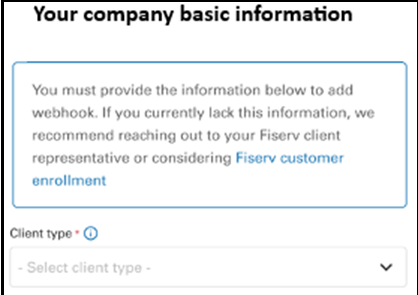 Your company basic information
You must provide the information below to add
webhook. If you currently lack this information, we
recommend reaching out to your Fiserv client
representative or considering Fiserv customer
enrollment
Client type *
- Select client type -